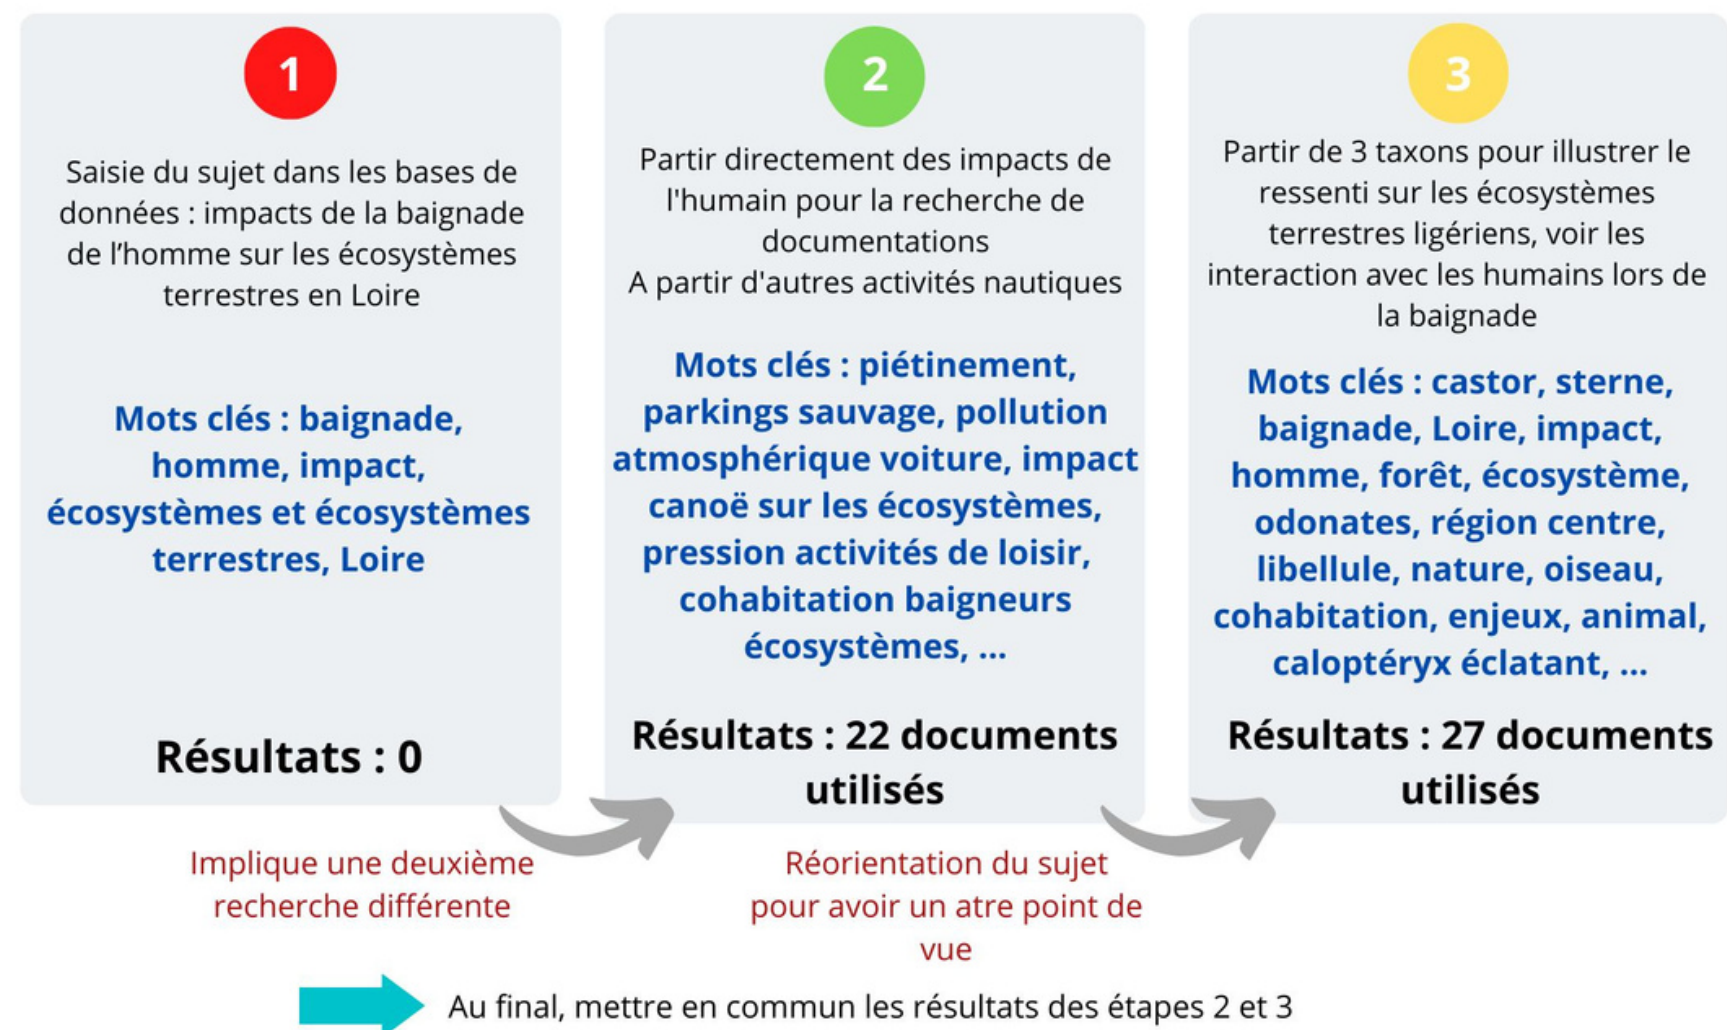 1
Saisie du sujet dans les bases de
données : impacts de la baignade
de l’homme sur les écosystèmes
terrestres en Loire
Mots clés : baignade,
homme, impact,
écosystèmes et écosystèmes
terrestres, Loire
Résultats : 0
2
Partir directement des impacts de
l'humain pour la recherche de
documentations
A partir d'autres activités nautiques
Mots clés : piétinement,
parkings sauvage, pollution
atmosphérique voiture, impact
canoë sur les écosystèmes,
pression activités de loisir,
cohabitation baigneurs
écosystèmes, ...
Résultats : 22 documents
utilisés
3
Partir de 3 taxons pour illustrer le
ressenti sur les écosystèmes
terrestres ligériens, voir les
interaction avec les humains lors de
la baignade
Mots clés : castor, sterne,
baignade, Loire, impact,
homme, forêt, écosystème,
odonates, région centre,
libellule, nature, oiseau,
cohabitation, enjeux, animal,
caloptéryx éclatant, ...
Résultats : 27 documents
utilisés
Implique une deuxième
recherche différente
Réorientation du sujet
pour avoir un atre point de
vue
Au final, mettre en commun les résultats des étapes 2 et 3